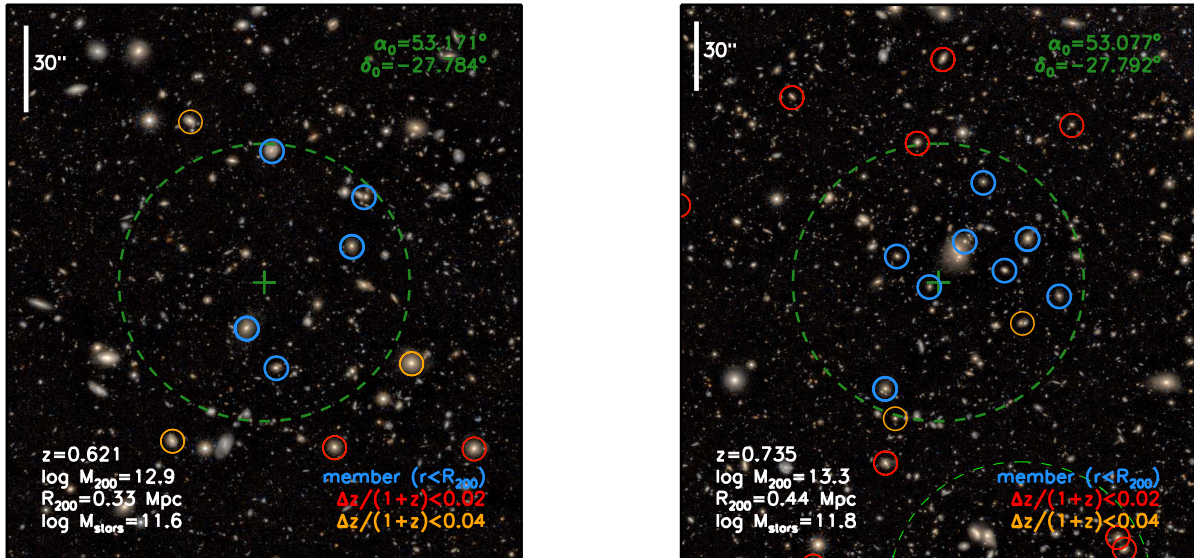 30"
α₀=53.171°
δ₀=−27.784°
z=0.621
log M₂₀₀=12.9
R₂₀₀=0.33 Mpc
log Mₛₜₐᵣₛ=11.6
member (r<R₂₀₀)
Δz/(1+z)<0.02
Δz/(1+z)<0.04
30"
α₀=53.077°
δ₀=−27.792°
z=0.735
log M₂₀₀=13.3
R₂₀₀=0.44 Mpc
log Mₛₜₐᵣₛ=11.8
member (r<R₂₀₀)
Δz/(1+z)<0.02
Δz/(1+z)<0.04